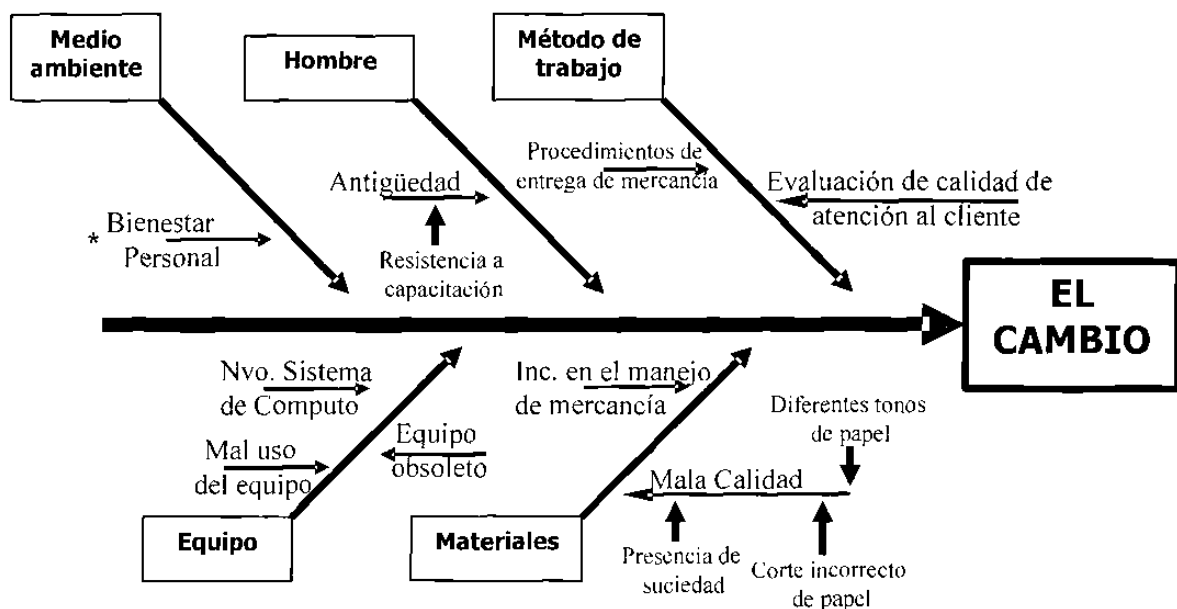 Medio
ambiente
Hombre
Método de
trabajo
Procedimientos de
entrega de mercancía
Evaluación de calidad de
atención al cliente
Antigüedad
Resistencia a
capacitación
* Bienestar
Personal
EL
CAMBIO
Nvo. Sistema
de Computo
Mal uso
del equipo
Equipo
obsoleto
Equipo
Inc. en el manejo
de mercancía
Diferentes tonos
de papel
Mala Calidad
Presencia de
suciedad
Corte incorrecto
de papel
Materiales